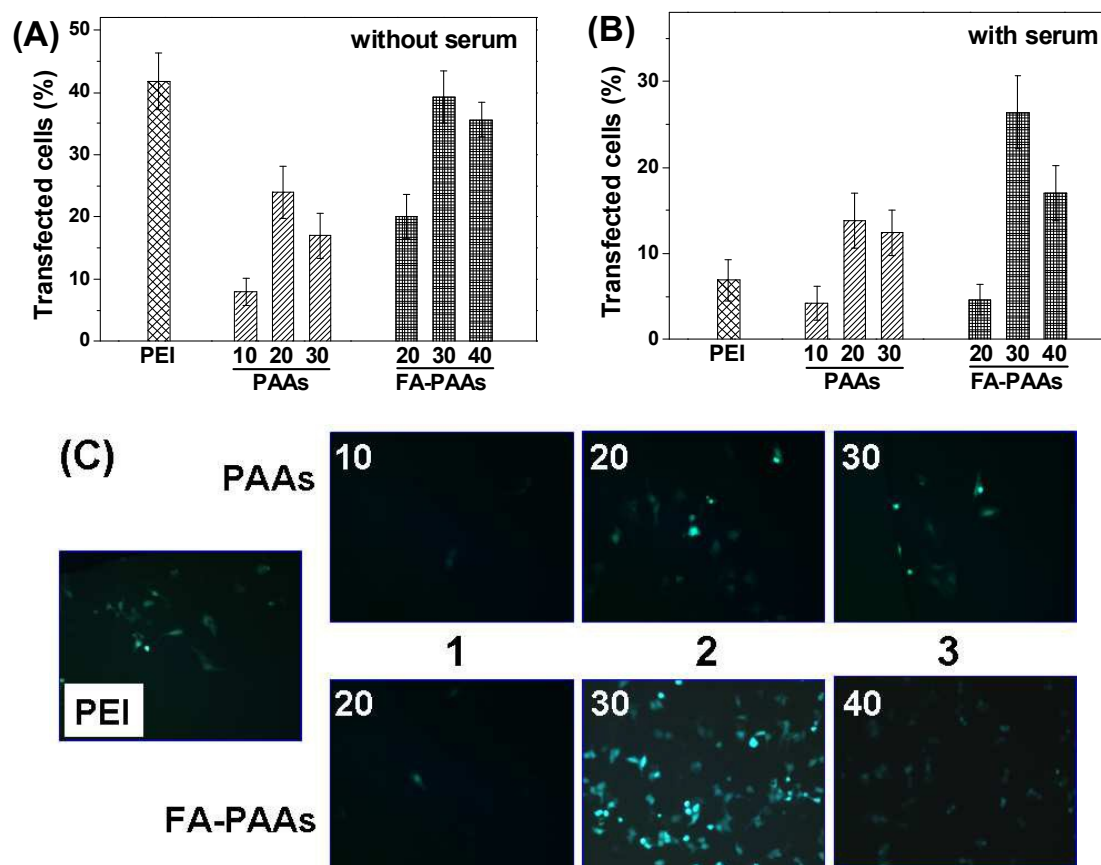 (A)
without serum
Transfected cells (%)
50
40
30
20
10
0
PEI
10 20 30
PAAs
20 30 40
FA-PAAs
(B)
with serum
Transfected cells (%)
30
20
10
0
PEI
10 20 30
PAAs
20 30 40
FA-PAAs
(C)
PAAs
10
20
30
PEI
1
2
3
FA-PAAs
20
30
40